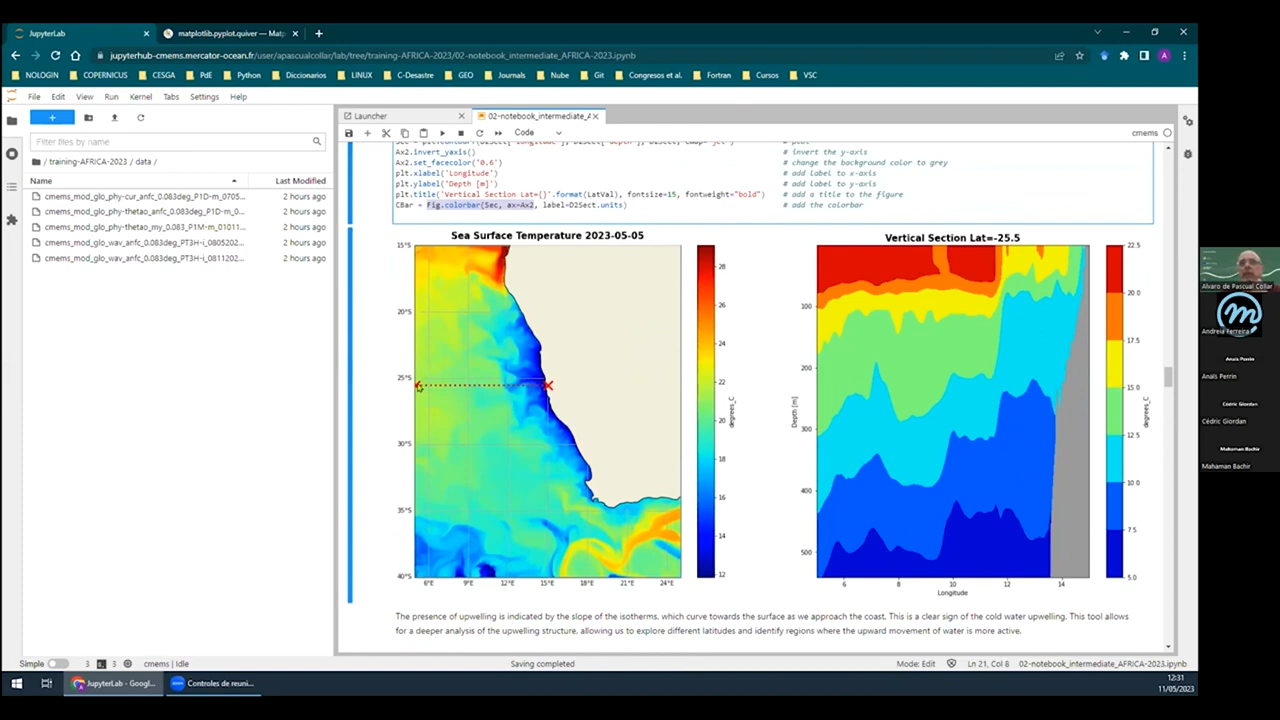 JupyterLab
matplotlib.pyplot.quiver — Mat
jupyterhub-cmems.mercator-ocean.fr/user/apascualcollar/lab/tree/training-AFRICA-2023/02-notebook_intermediate_AFRICA-2023.ipynb
A
NOLOGIN COPERNICUS CESGA PdE Python Diccionarios LINUX C-Desastre GEO Journals Nube Git Congresos et al. Fortran Cursos VSC
File Edit View Run Kernel Tabs Settings Help
Launcher
02-notebook_intermediate_A
Code
cmems
Filter files by name
/ training-AFRICA-2023 / data /
Name Last Modified
cmems_mod_glo_phy-cur_anfc_0.083deg_P1D-m_0705... 2 hours ago
cmems_mod_glo_phy-thetao_anfc_0.083deg_P1D-m_0... 2 hours ago
cmems_mod_glo_phy-thetao_my_0.083_P1M-m_01011... 2 hours ago
cmems_mod_glo_wav_anfc_0.083deg_PT3H-i_0805202... 2 hours ago
cmems_mod_glo_wav_anfc_0.083deg_PT3H-i_0811202... 2 hours ago
Ax2.invert_yaxis() # invert the y-axis
Ax2.set_facecolor('0.6') # change the background color to grey
plt.xlabel('Longitude') # add label to x-axis
plt.ylabel('Depth [m]') # add label to y-axis
plt.title('Vertical Section Lat={}'.format(LatVal), fontsize=15, fontweight="bold") # add a title to the figure
CBar = Fig.colorbar(Sec, ax=Ax2, label=D2Sect.units) # add the colorbar
Sea Surface Temperature 2023-05-05
15°S
20°S
25°S
30°S
35°S
40°S
6°E 9°E 12°E 15°E 18°E 21°E 24°E
28
26
24
22
20
18
16
14
12
degrees_C
Vertical Section Lat=-25.5
100
200
300
400
500
Depth [m]
6 8 10 12 14
Longitude
22.5
20.0
17.5
15.0
12.5
10.0
7.5
5.0
degrees_C
The presence of upwelling is indicated by the slope of the isotherms, which curve towards the surface as we approach the coast. This is a clear sign of the cold water upwelling. This tool allows
for a deeper analysis of the upwelling structure, allowing us to explore different latitudes and identify regions where the upward movement of water is more active.
Simple 3 3 cmems | Idle Saving completed Mode: Edit Ln 21, Col 8 02-notebook_intermediate_AFRICA-2023.ipynb
JupyterLab - Googl...
Controles de reuni...
12:31
11/05/2023
Alvaro de Pascual Collar
Andreia Ferreira
Anaïs Perrin
Anaïs Perrin
Cédric Giordan
Cédric Giordan
Mahaman Bachir
Mahaman Bachir